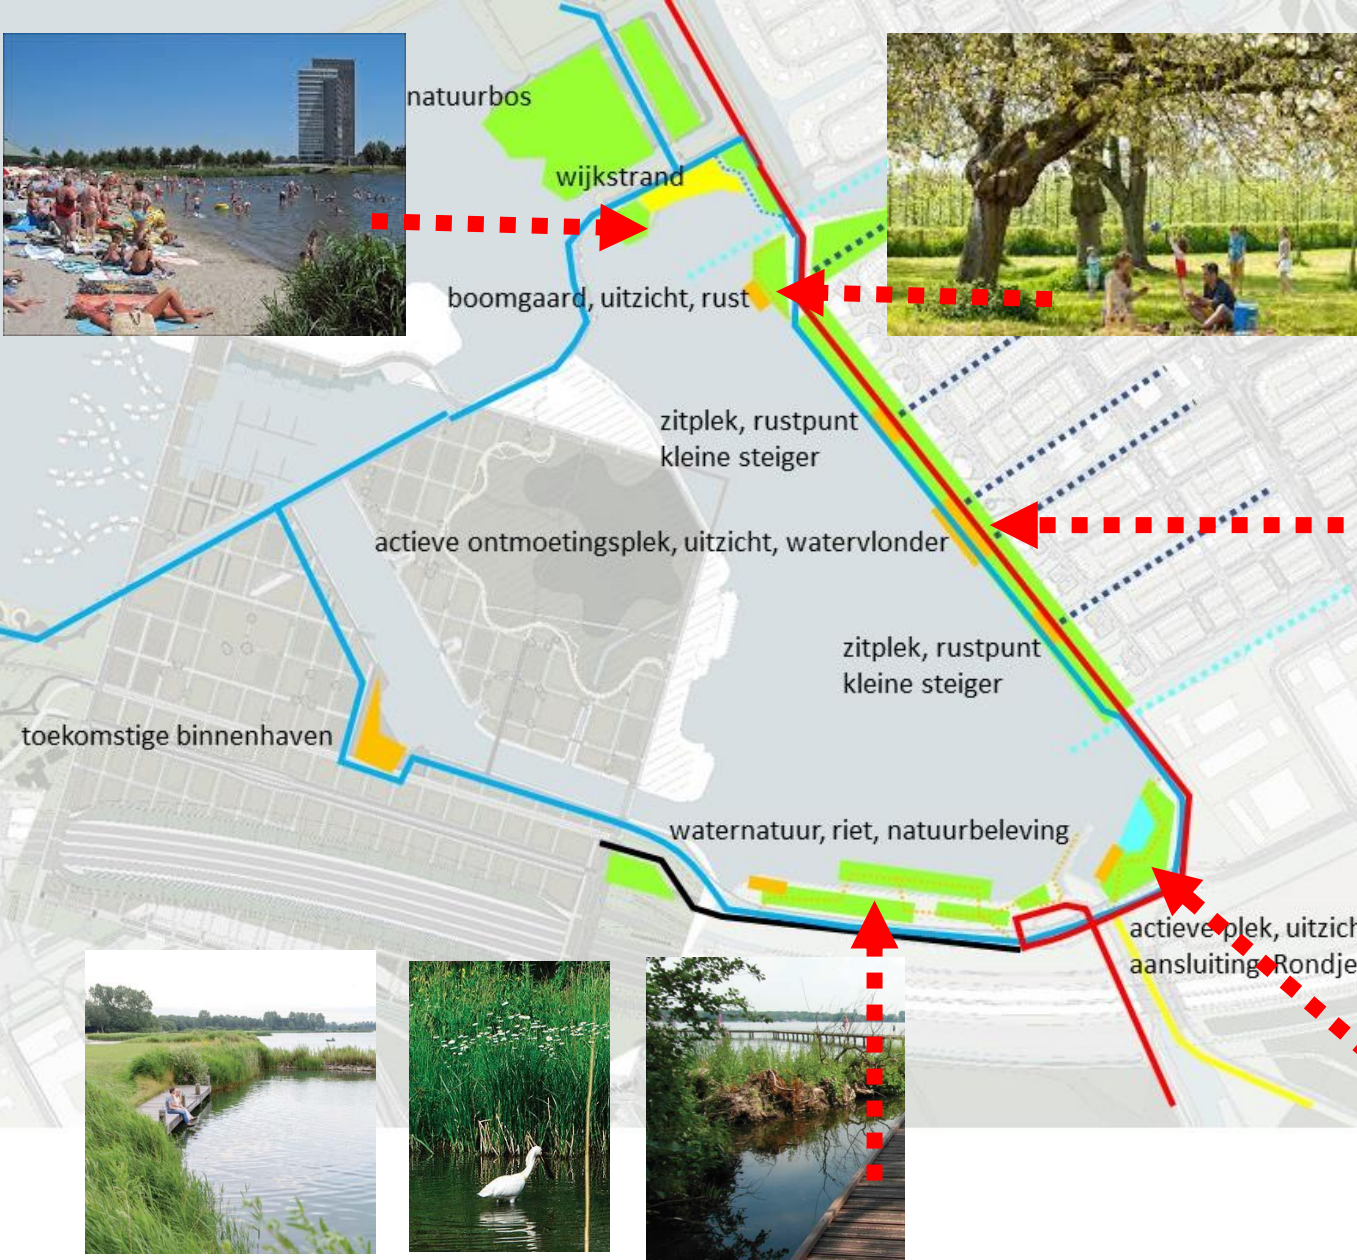 natuurbos
wijkstrand
boomgaard, uitzicht, rust
zitplek, rustpunt
kleine steiger
actieve ontmoetingsplek, uitzicht, watervlonder
zitplek, rustpunt
kleine steiger
toekomstige binnenhaven
waternatuur, riet, natuurbeleving
actieve plek, uitzich
aansluiting Rondje